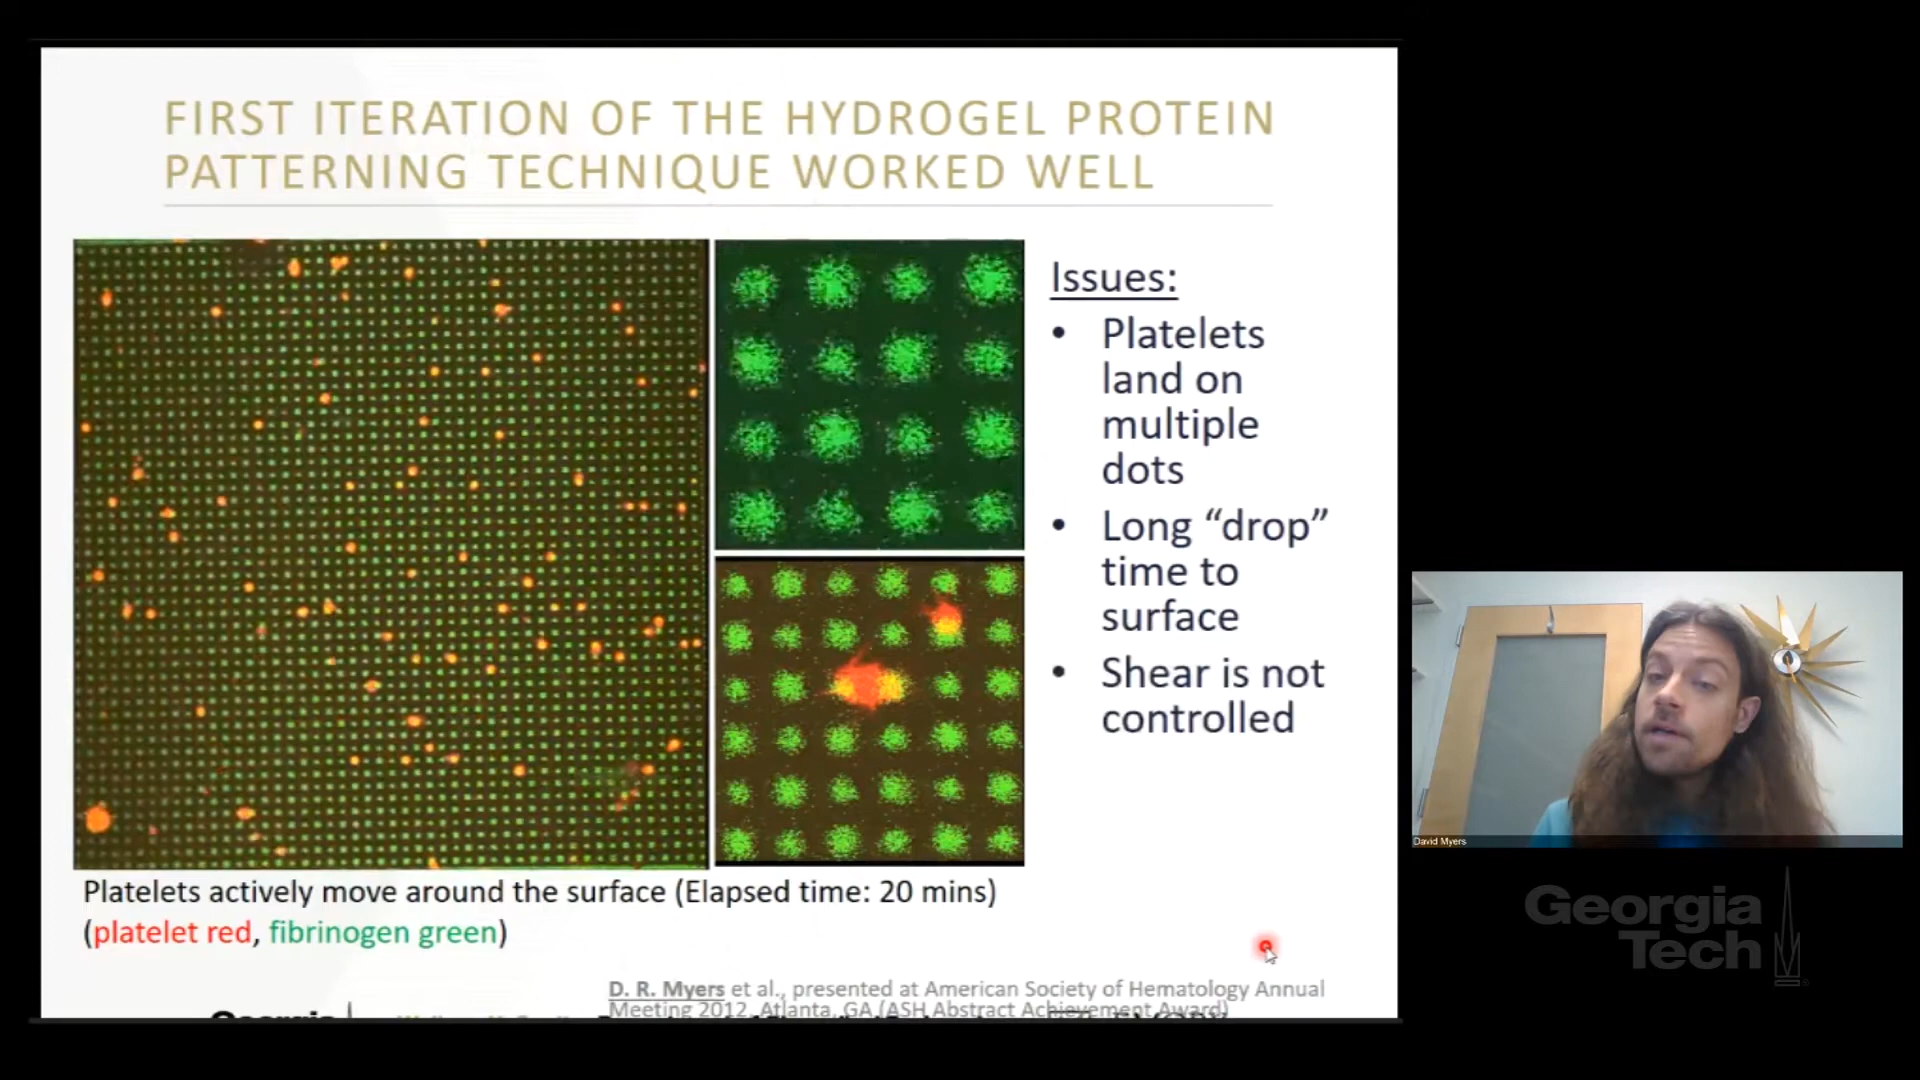 FIRST ITERATION OF THE HYDROGEL PROTEIN
PATTERNING TECHNIQUE WORKED WELL
Issues:
• Platelets
land on
multiple
dots
• Long “drop”
time to
surface
• Shear is not
controlled
Platelets actively move around the surface (Elapsed time: 20 mins)
(platelet red, fibrinogen green)
D. R. Myers et al., presented at American Society of Hematology Annual
Meeting 2012, Atlanta, GA (ASH Abstract Achievement Award)
Georgia
David Myers
Georgia
Tech